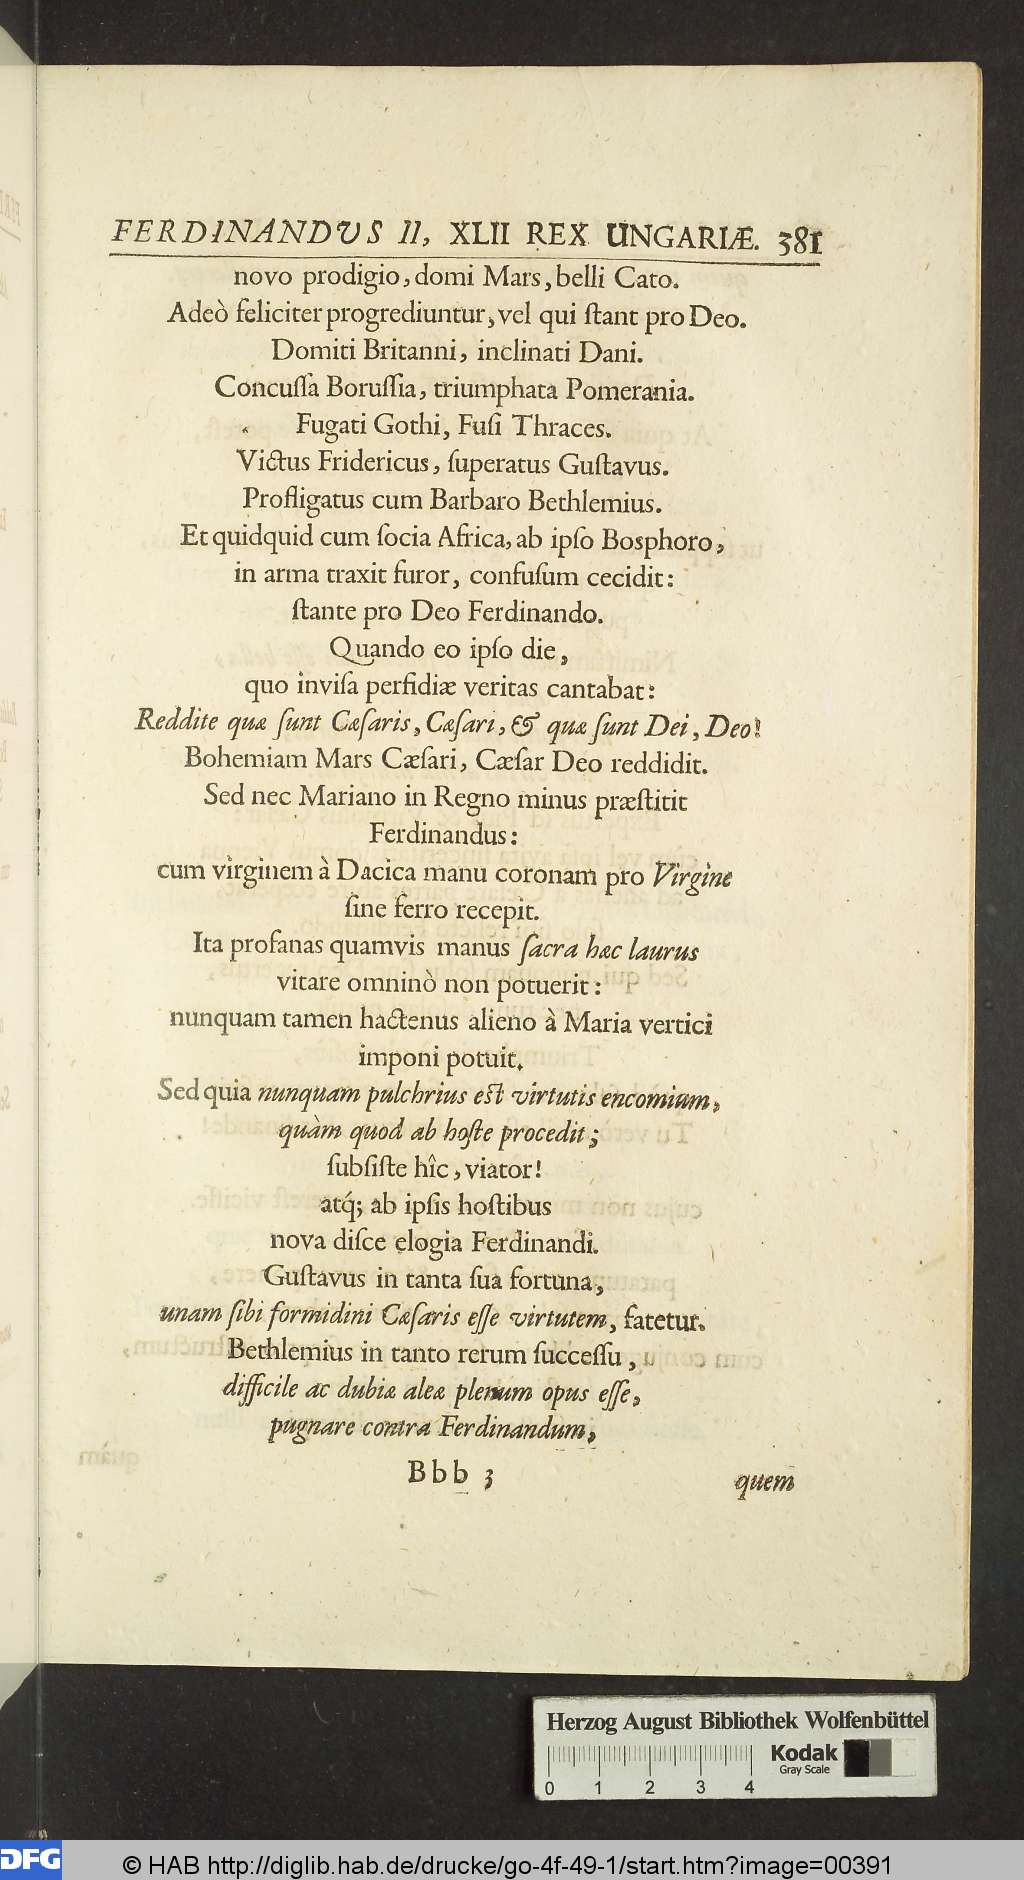 FERDINANDVS II, XLII REX UNGARIÆ. 381
novo prodigio, domi Mars, belli Cato.
Adeò feliciter progrediuntur, vel qui ſtant pro Deo.
Domiti Britanni, inclinati Dani.
Concuſſa Boruſſia, triumphata Pomerania.
Fugati Gothi, Fuſi Thraces.
Victus Fridericus, ſuperatus Guſtavus.
Profligatus cum Barbaro Bethlemius.
Et quidquid cum ſocia Africa, ab ipſo Boſphoro,
in arma traxit furor, confuſum cecidit:
ſtante pro Deo Ferdinando.
Quando eo ipſo die,
quo inviſa perfidiæ veritas cantabat:
Reddite quæ ſunt Cæſaris, Cæſari, & quæ ſunt Dei, Deo!
Bohemiam Mars Cæſari, Cæſar Deo reddidit.
Sed nec Mariano in Regno minus præſtitit
Ferdinandus:
cum virginem à Dacica manu coronam pro Virgine
ſine ferro recepit.
Ita profanas quamvis manus ſacra hæc laurus
vitare omninò non potuerit:
nunquam tamen hactenus alieno à Maria vertici
imponi potuit.
Sed quia nunquam pulchrius eſt virtutis encomium,
quàm quod ab hoſte procedit;
ſubſiſte hîc, viator!
atq́; ab ipſis hoſtibus
nova diſce elogia Ferdinandi.
Guſtavus in tanta ſua fortuna,
unam ſibi formidini Cæſaris eſſe virtutem, fatetur.
Bethlemius in tanto rerum ſucceſſu,
difficile ac dubiæ aleæ plenum opus eſſe,
pugnare contra Ferdinandum,
Bbb 3 quem
Herzog August Bibliothek Wolfenbüttel
Kodak
Gray Scale
0 1 2 3 4
DFG © HAB http://diglib.hab.de/drucke/go-4f-49-1/start.htm?image=00391